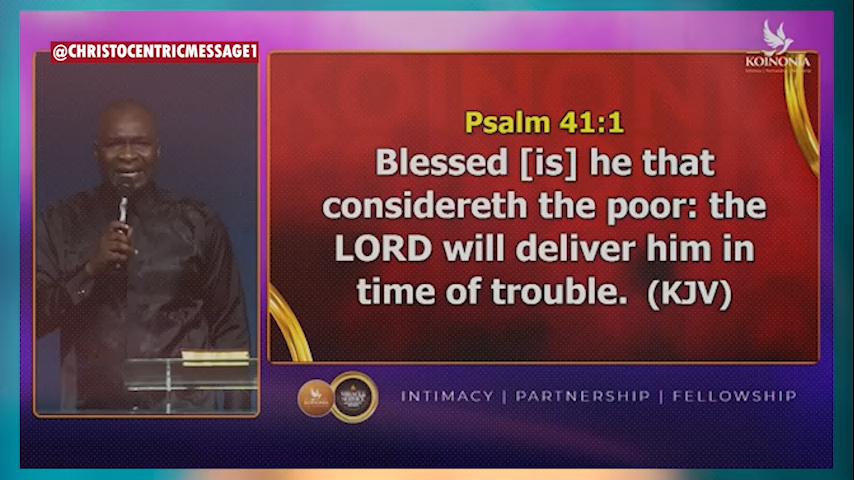 @CHRISTOCENTRICMESSAGE1
KOINONIA
Psalm 41:1
Blessed [is] he that
considereth the poor: the
LORD will deliver him in
time of trouble. (KJV)
INTIMACY | PARTNERSHIP | FELLOWSHIP